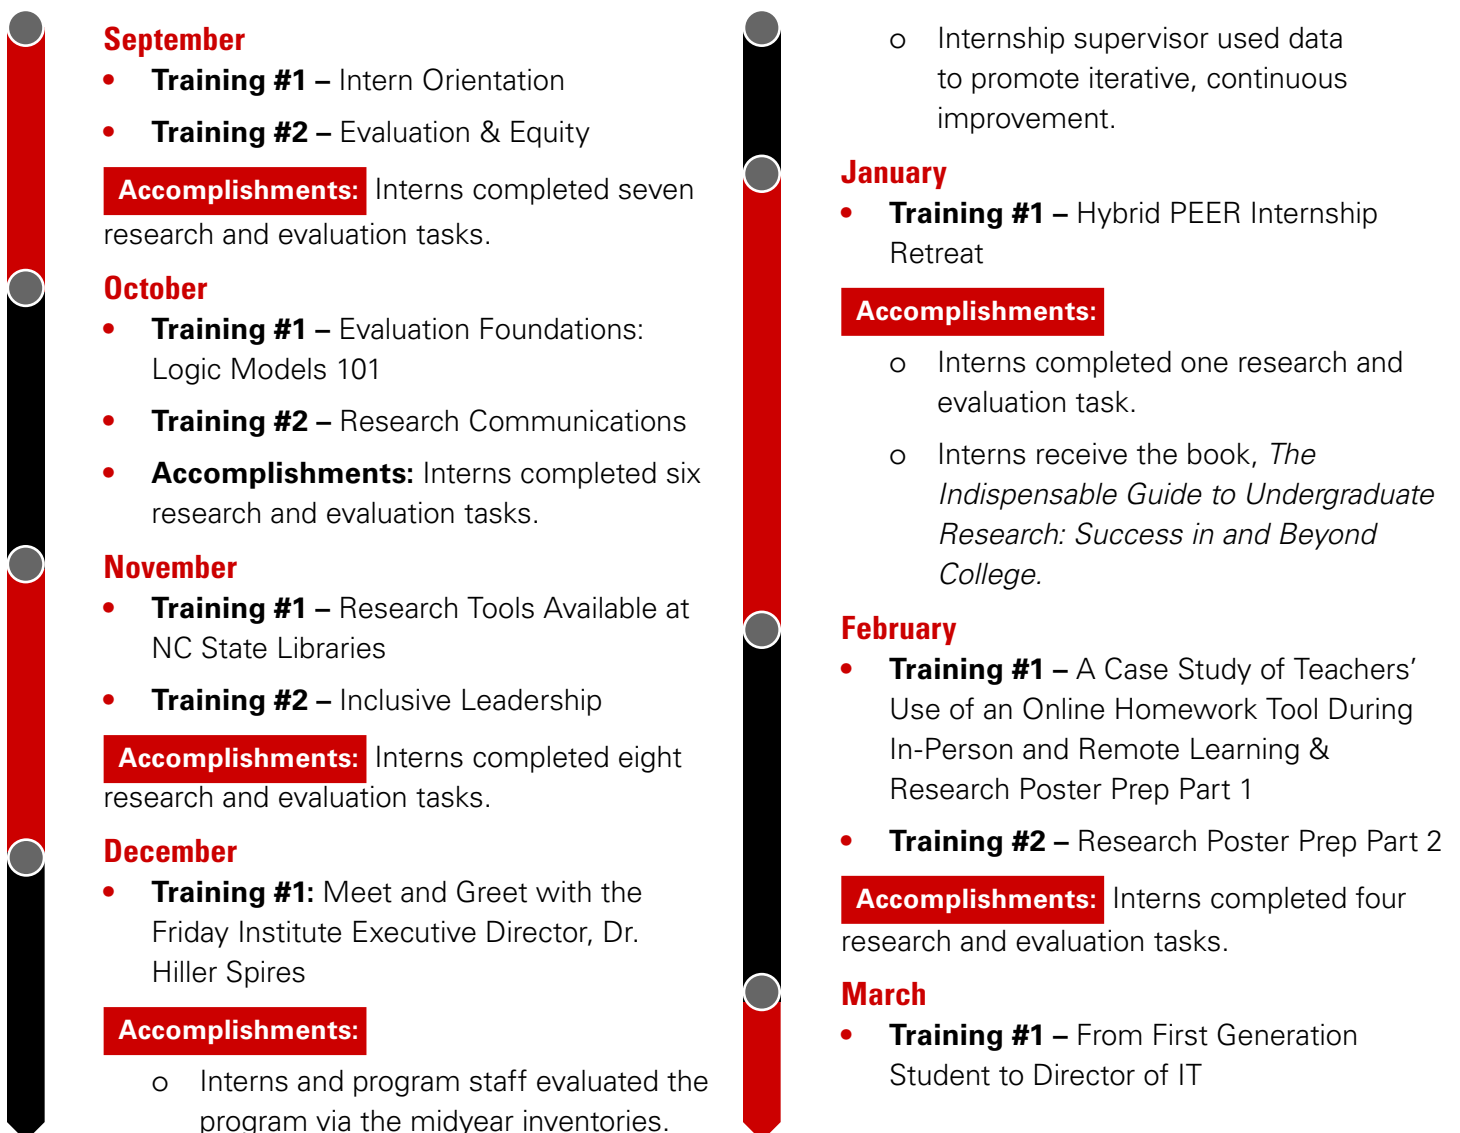 September
• Training #1 – Intern Orientation
• Training #2 – Evaluation & Equity
Accomplishments: Interns completed seven
research and evaluation tasks.
October
• Training #1 – Evaluation Foundations:
Logic Models 101
• Training #2 – Research Communications
• Accomplishments: Interns completed six
research and evaluation tasks.
November
• Training #1 – Research Tools Available at
NC State Libraries
• Training #2 – Inclusive Leadership
Accomplishments: Interns completed eight
research and evaluation tasks.
December
• Training #1: Meet and Greet with the
Friday Institute Executive Director, Dr.
Hiller Spires
Accomplishments:
o Interns and program staff evaluated the
program via the midyear inventories.
o Internship supervisor used data
to promote iterative, continuous
improvement.
January
• Training #1 – Hybrid PEER Internship
Retreat
Accomplishments:
o Interns completed one research and
evaluation task.
o Interns receive the book, The
Indispensable Guide to Undergraduate
Research: Success in and Beyond
College.
February
• Training #1 – A Case Study of Teachers’
Use of an Online Homework Tool During
In-Person and Remote Learning &
Research Poster Prep Part 1
• Training #2 – Research Poster Prep Part 2
Accomplishments: Interns completed four
research and evaluation tasks.
March
• Training #1 – From First Generation
Student to Director of IT